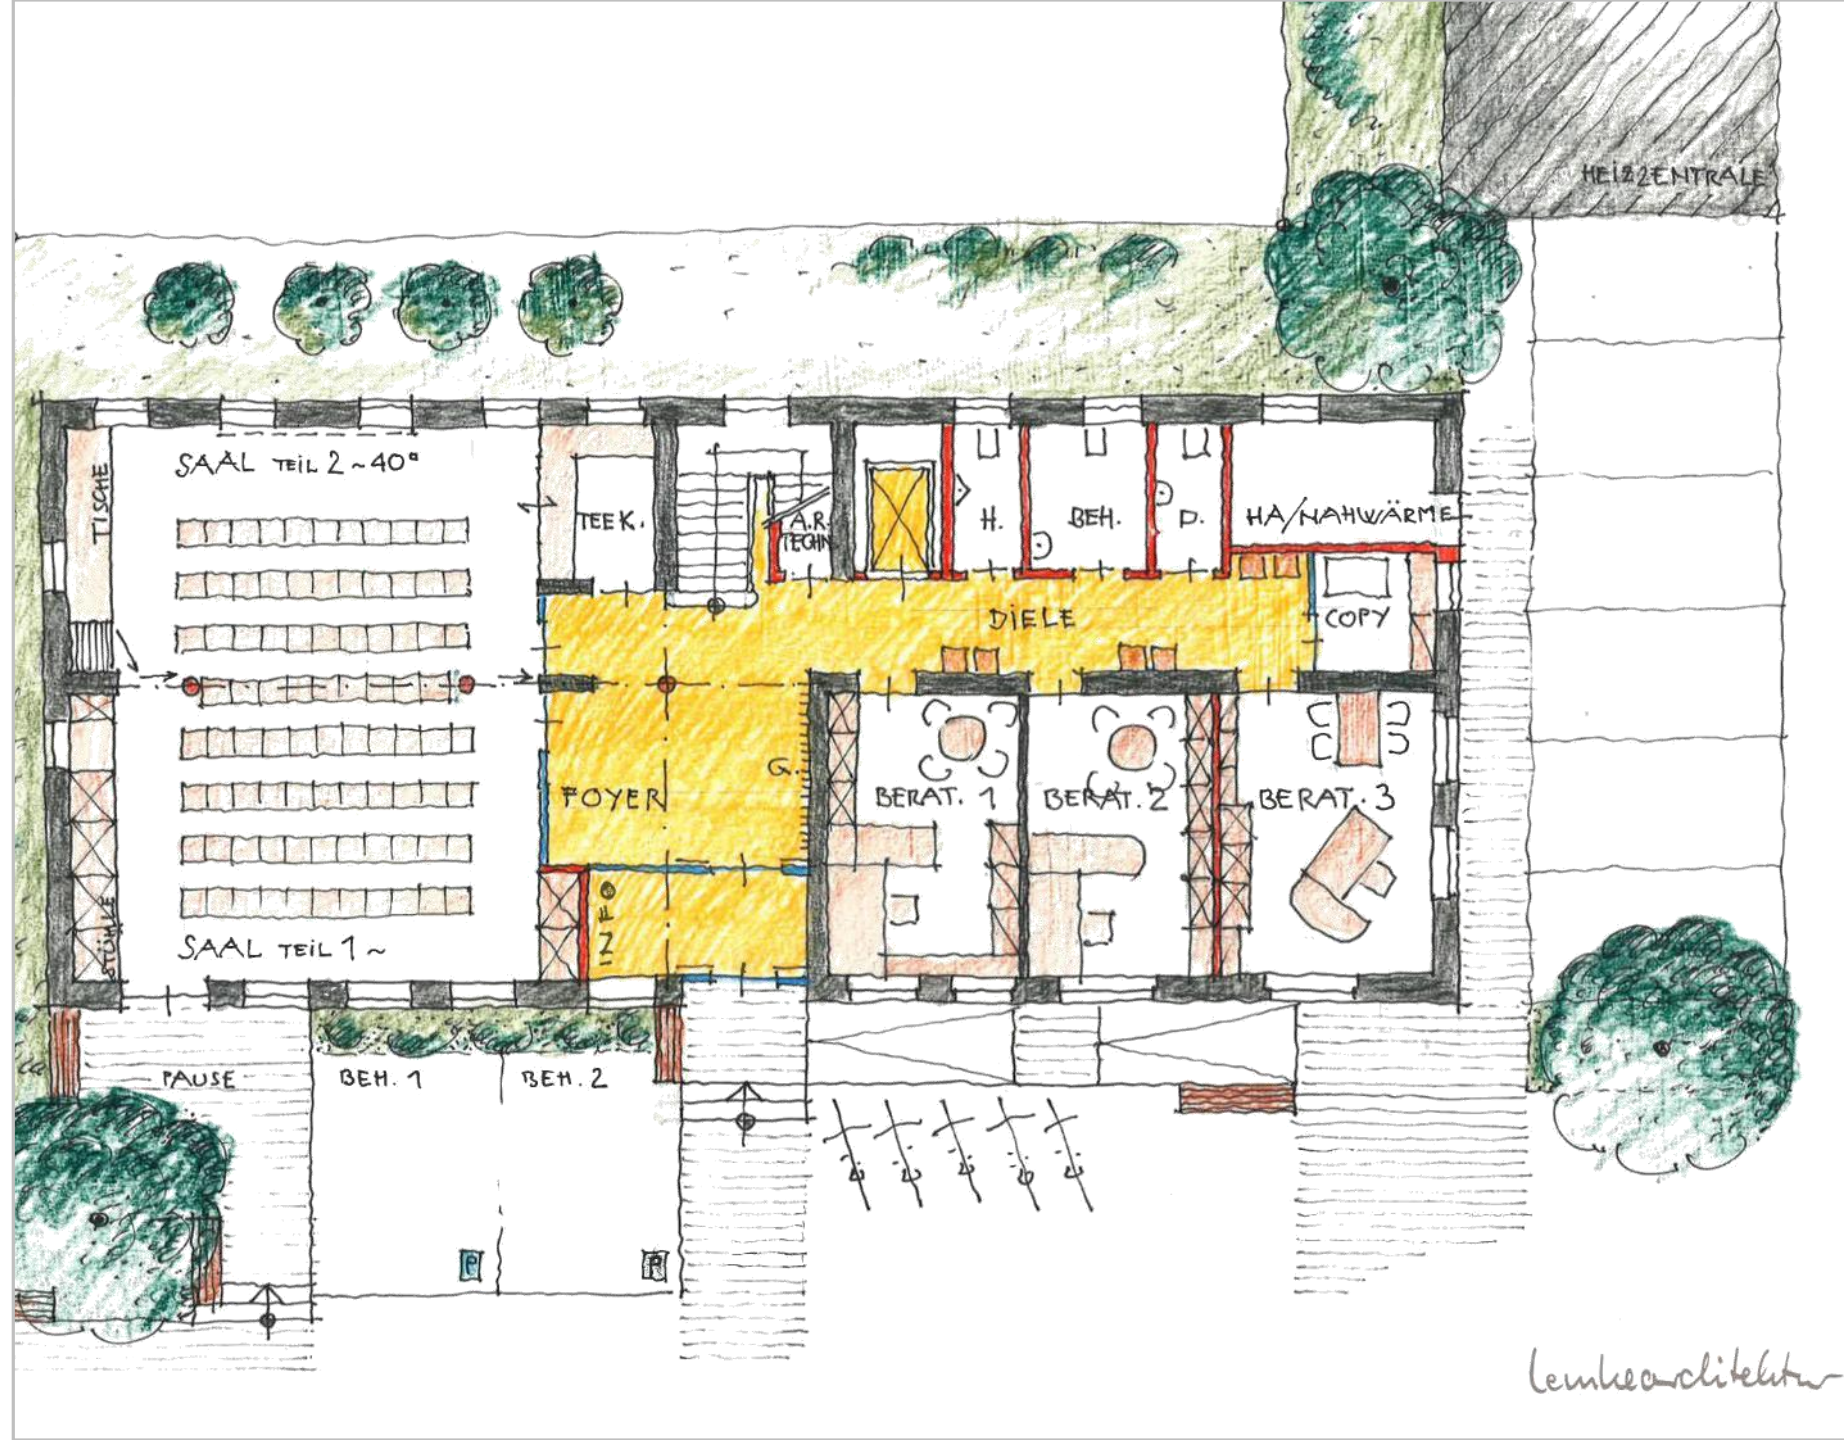 HEIZZENTRALE
SAAL TEIL 2 ~ 40°
TISCHE
TEEK.
A.R.
TECHN.
H.
BEH.
D.
HA/NAHWÄRME
DIELE
COPY
G.
FOYER
BERAT. 1
BERAT. 2
BERAT. 3
STÜHLE
INFO
SAAL TEIL 1 ~
PAUSE
BEH. 1
BEH. 2
P
P
lemkearchitektur